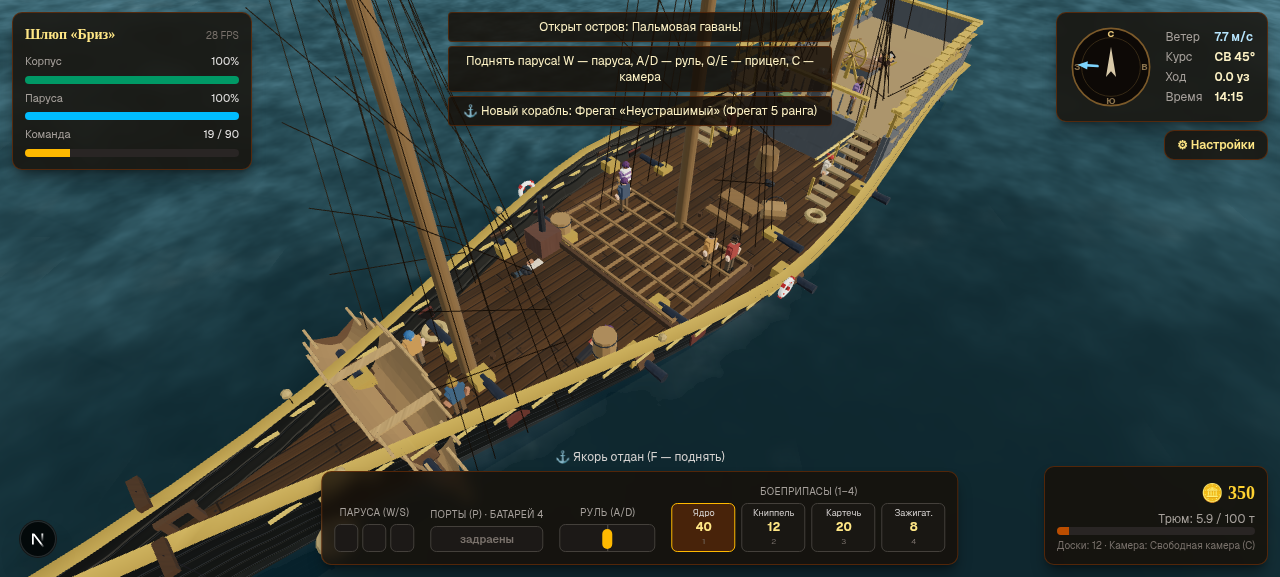 Шлюп «Бриз»
28 FPS
Корпус
100%
Паруса
100%
Команда
19 / 90
Открыт остров: Пальмовая гавань!
Поднять паруса! W — паруса, A/D — руль, Q/E — прицел, C —
камера
⚓ Новый корабль: Фрегат «Неустрашимый» (Фрегат 5 ранга)
С
З
В
Ю
Ветер 7.7 м/с
Курс СВ 45°
Ход 0.0 уз
Время 14:15
⚙ Настройки
⚓ Якорь отдан (F — поднять)
ПАРУСА (W/S)
ПОРТЫ (P) · БАТАРЕЙ 4
задраены
РУЛЬ (A/D)
БОЕПРИПАСЫ (1–4)
Ядро
40
1
Книппель
12
2
Картечь
20
3
Зажигат.
8
4
350
Трюм: 5.9 / 100 т
Доски: 12 · Камера: Свободная камера (C)
N